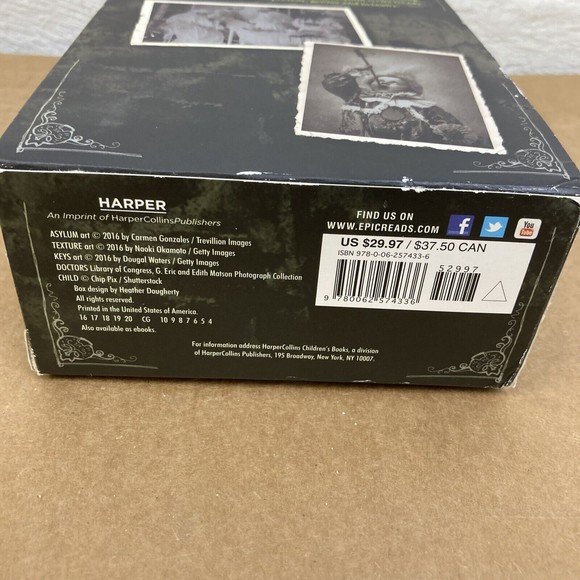 HARPER
An Imprint of HarperCollinsPublishers
ASYLUM art © 2016 by Carmen Gonzales / Trevillion Images
TEXTURE art © 2016 by Naoki Okamoto / Getty Images
KEYS art © 2016 by Dougal Waters / Getty Images
DOCTORS Library of Congress, G. Eric and Edith Matson Photograph Collection
CHILD © Chip Pix / Shutterstock
Box design by Heather Daugherty
All rights reserved.
Printed in the United States of America.
16 17 18 19 20 CG 10 9 8 7 6 5 4
Also available as ebooks.
FIND US ON
WWW.EPICREADS.COM
f
You
Tube
US $29.97 / $37.50 CAN
ISBN 978-0-06-257433-6
52997
9 780062 574336
For information address HarperCollins Children's Books, a division
of HarperCollins Publishers, 195 Broadway, New York, NY 10007.